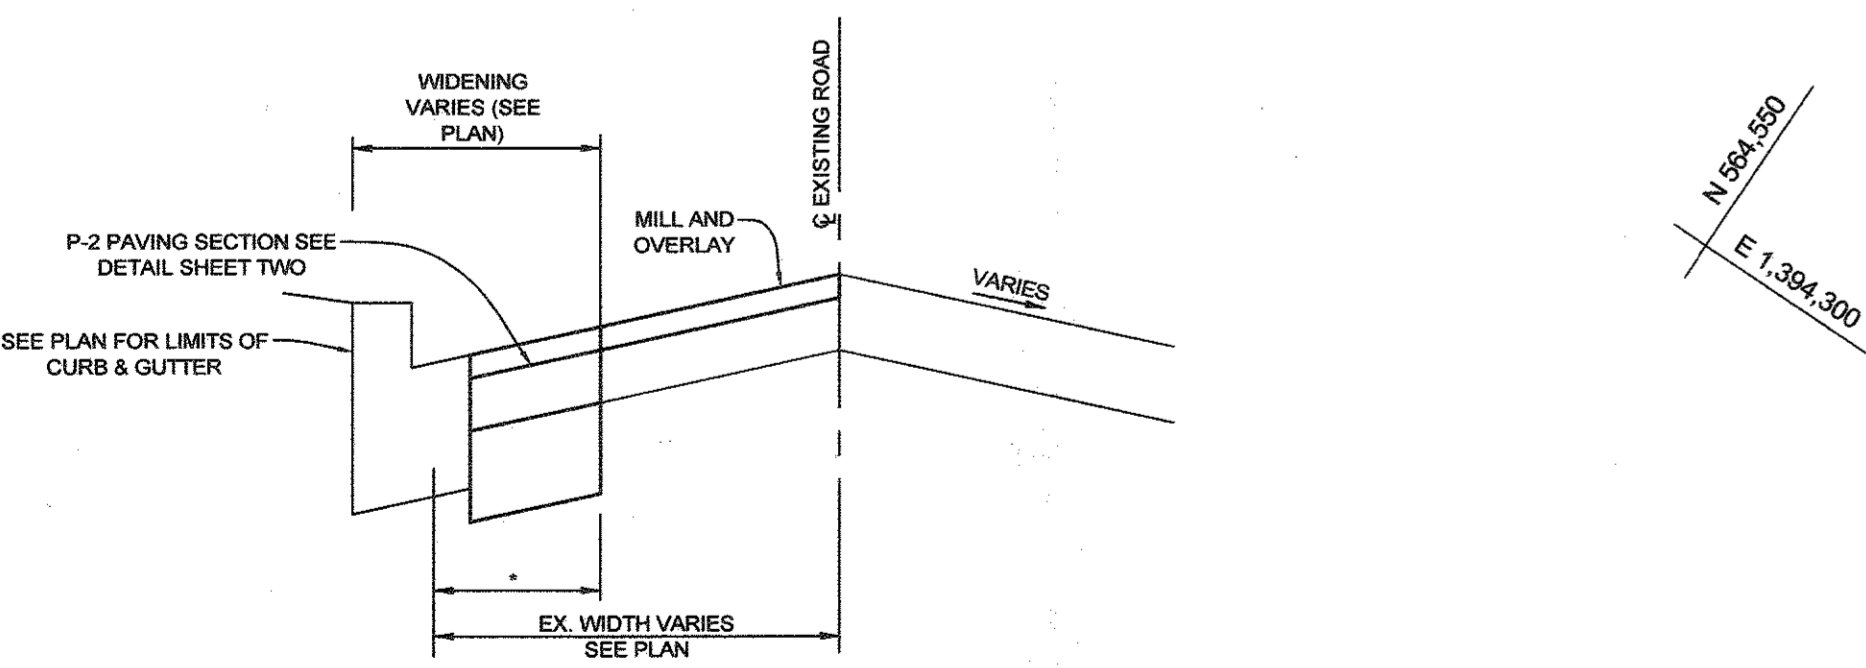 WIDENING
VARIES (SEE
PLAN)
℄ EXISTING ROAD
P-2 PAVING SECTION SEE
DETAIL SHEET TWO
MILL AND
OVERLAY
VARIES
SEE PLAN FOR LIMITS OF
CURB & GUTTER
*
EX. WIDTH VARIES
SEE PLAN
N 564,550
E 1,394,300